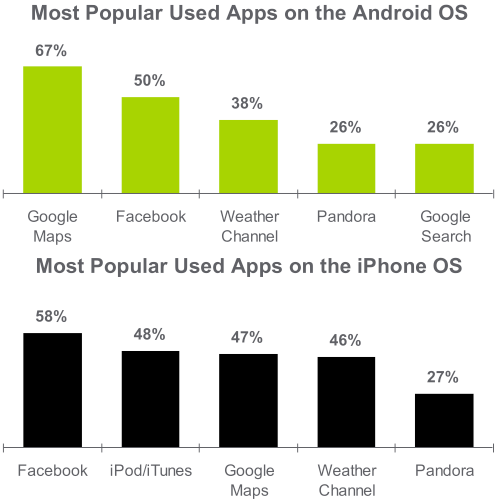 Most Popular Used Apps on the Android OS
67%
50%
38%
26%
26%
Google
Maps
Facebook
Weather
Channel
Pandora
Google
Search
Most Popular Used Apps on the iPhone OS
58%
48%
47%
46%
27%
Facebook
iPod/iTunes
Google
Maps
Weather
Channel
Pandora